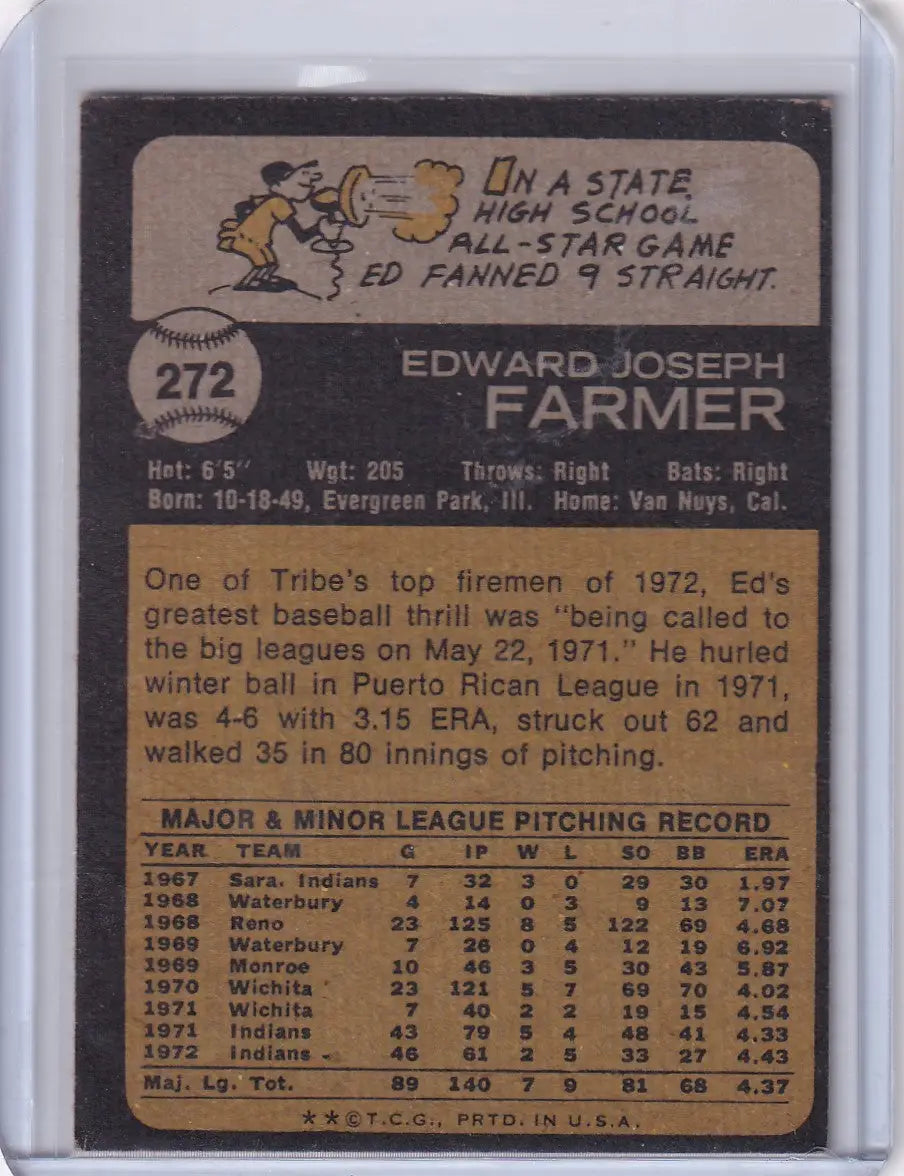 IN A STATE
HIGH SCHOOL
ALL-STAR GAME
ED FANNED 9 STRAIGHT.
272
EDWARD JOSEPH
FARMER
Hgt: 6'5" Wgt: 205 Throws: Right Bats: Right
Born: 10-18-49, Evergreen Park, Ill. Home: Van Nuys, Cal.
One of Tribe's top firemen of 1972, Ed's
greatest baseball thrill was "being called to
the big leagues on May 22, 1971." He hurled
winter ball in Puerto Rican League in 1971,
was 4-6 with 3.15 ERA, struck out 62 and
walked 35 in 80 innings of pitching.
MAJOR & MINOR LEAGUE PITCHING RECORD
YEAR TEAM G IP W L SO BB ERA
1967 Sara. Indians 7 32 3 0 29 30 1.97
1968 Waterbury 4 14 0 3 9 13 7.07
1968 Reno 23 125 8 5 122 69 4.68
1969 Waterbury 7 26 0 4 12 19 6.92
1969 Monroe 10 46 3 5 30 43 5.87
1970 Wichita 23 121 5 7 69 70 4.02
1971 Wichita 7 40 2 2 19 15 4.54
1971 Indians 43 79 5 4 48 41 4.33
1972 Indians 46 61 2 5 33 27 4.43
Maj. Lg. Tot. 89 140 7 9 81 68 4.37
**©T.C.G., PRTD. IN U.S.A.